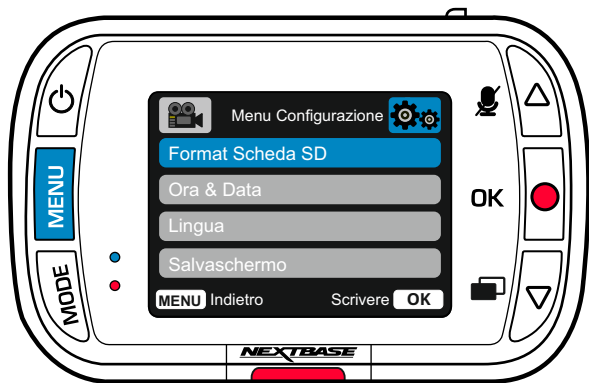 Menu Configurazione
Format Scheda SD
Ora & Data
Lingua
Salvaschermo
MENU Indietro Scrivere OK
MENU
MODE
OK
NEXTBASE